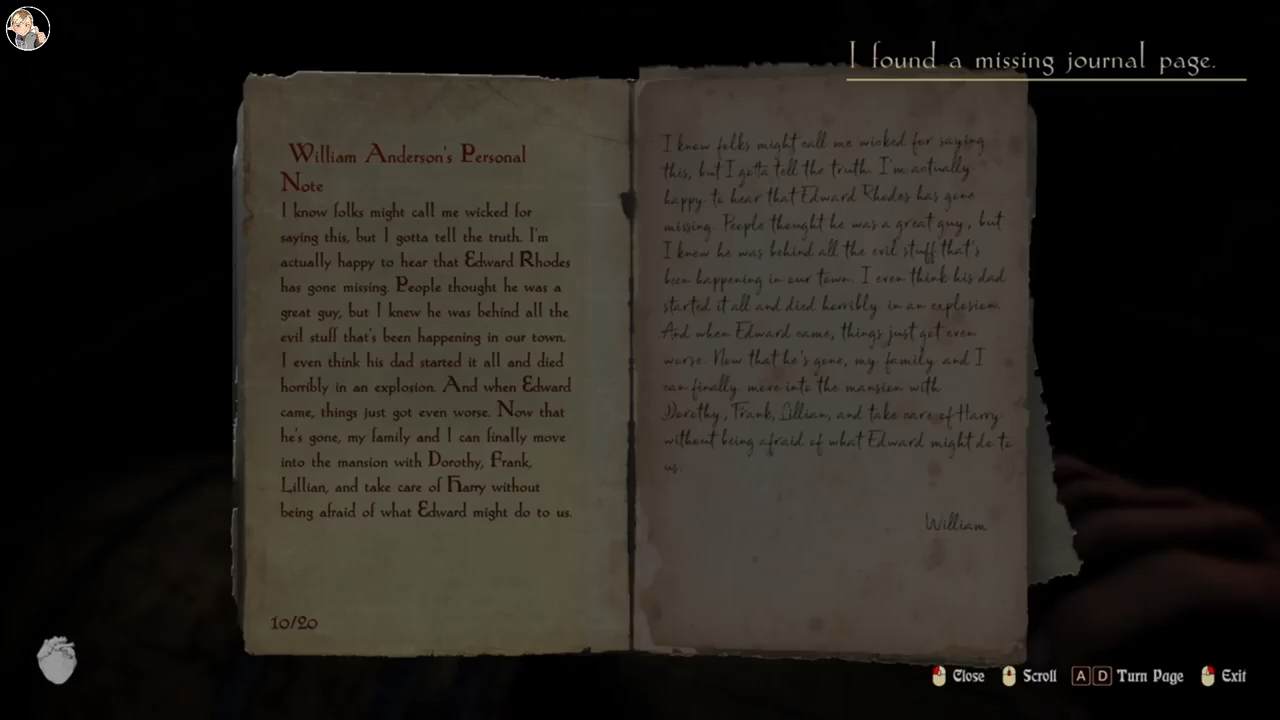 I found a missing journal page.
William Anderson's Personal
Note
I know folks might call me wicked for
saying this, but I gotta tell the truth. I'm
actually happy to hear that Edward Rhodes
has gone missing. People thought he was a
great guy, but I knew he was behind all the
evil stuff that's been happening in our town.
I even think his dad started it all and died
horribly in an explosion. And when Edward
came, things just got even worse. Now that
he's gone, my family and I can finally move
into the mansion with Dorothy, Frank,
Lillian, and take care of Harry without
being afraid of what Edward might do to us.
10/20
I know folks might call me wicked for saying
this, but I gotta tell the truth. I'm actually
happy to hear that Edward Rhodes has gone
missing. People thought he was a great guy, but
I knew he was behind all the evil stuff that's
been happening in our town. I even think his dad
started it all and died horribly in an explosion.
And when Edward came, things just got even
worse. Now that he's gone, my family and I
can finally move into the mansion with
Dorothy, Frank, Lillian, and take care of Harry
without being afraid of what Edward might do to
us.
William
Close Scroll A D Turn Page Exit